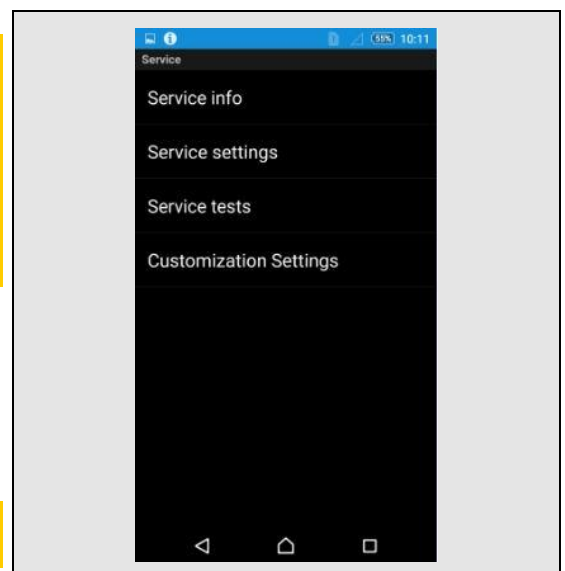 55% 10:11
Service
Service info
Service settings
Service tests
Customization Settings